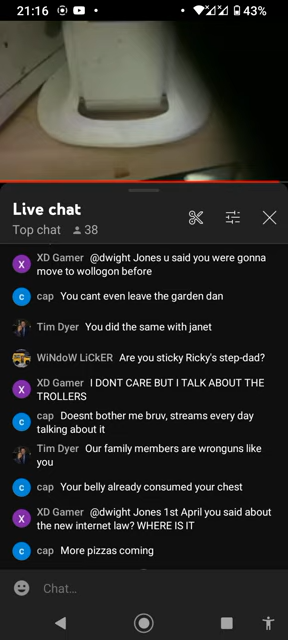 21:16
43%
Live chat
Top chat 38
X XD Gamer @dwight Jones u said you were gonna
move to wollogon before
c cap You cant even leave the garden dan
Tim Dyer You did the same with janet
WiNdoW LiCKER Are you sticky Ricky's step-dad?
X XD Gamer I DONT CARE BUT I TALK ABOUT THE
TROLLERS
c cap Doesnt bother me bruv, streams every day
talking about it
Tim Dyer Our family members are wronguns like
you
c cap Your belly already consumed your chest
X XD Gamer @dwight Jones 1st April you said about
the new internet law? WHERE IS IT
c cap More pizzas coming
Chat...